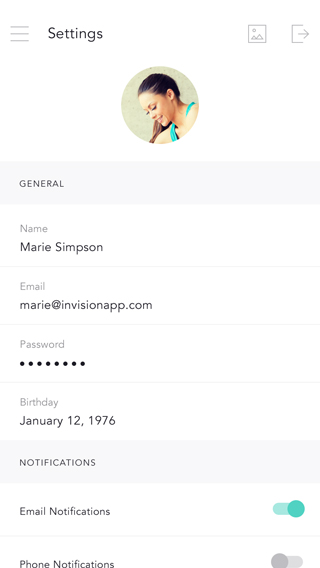 Settings
GENERAL
Name
Marie Simpson
Email
marie@invisionapp.com
Password
••••••••
Birthday
January 12, 1976
NOTIFICATIONS
Email Notifications
Phone Notifications